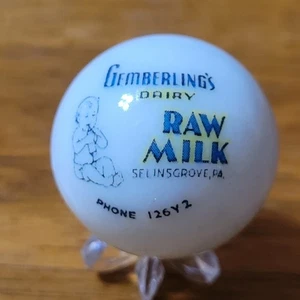 GEMBERLING'S
DAIRY
RAW
MILK
SELINSGROVE, PA.
PHONE 126Y2